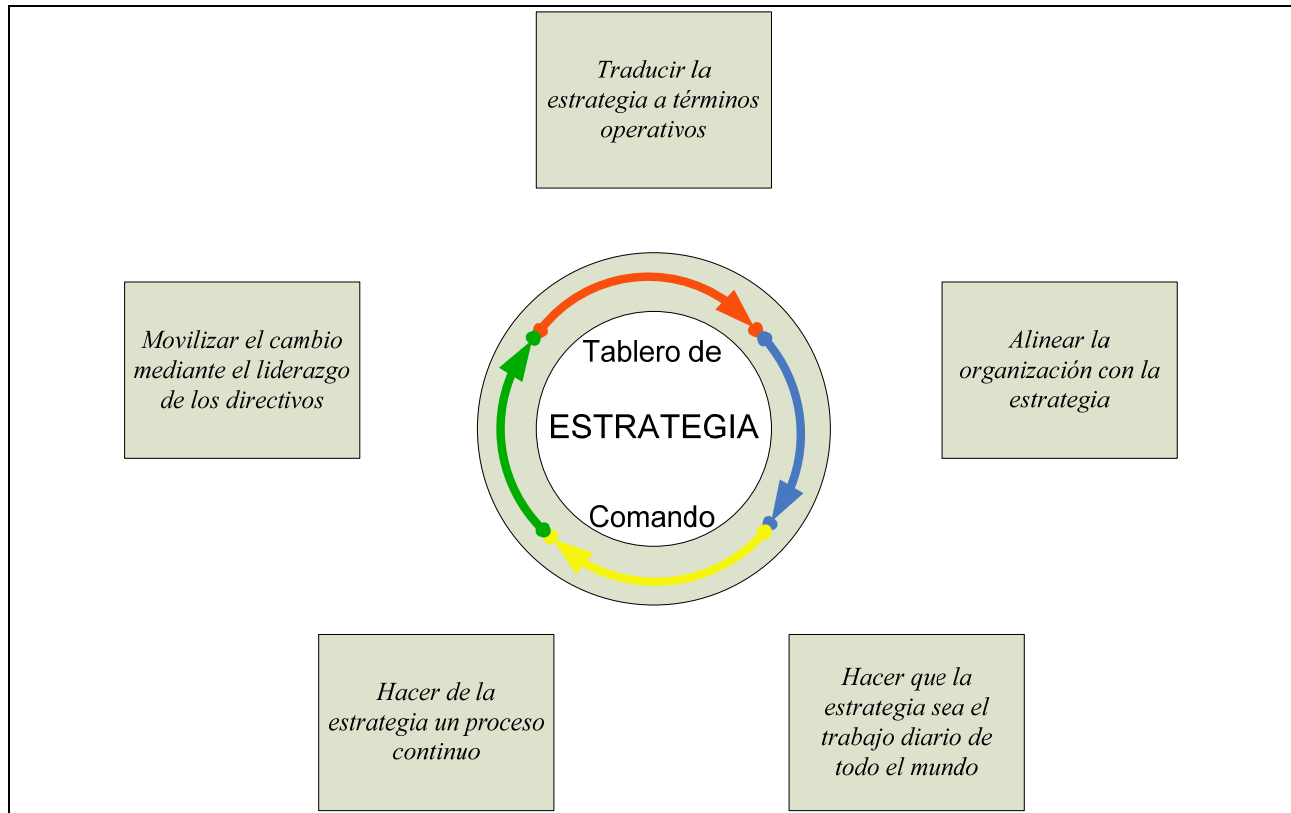 Traducir la
estrategia a términos
operativos
Movilizar el cambio
mediante el liderazgo
de los directivos
Tablero de
ESTRATEGIA
Comando
Alinear la
organización con la
estrategia
Hacer de la
estrategia un proceso
continuo
Hacer que la
estrategia sea el
trabajo diario de
todo el mundo